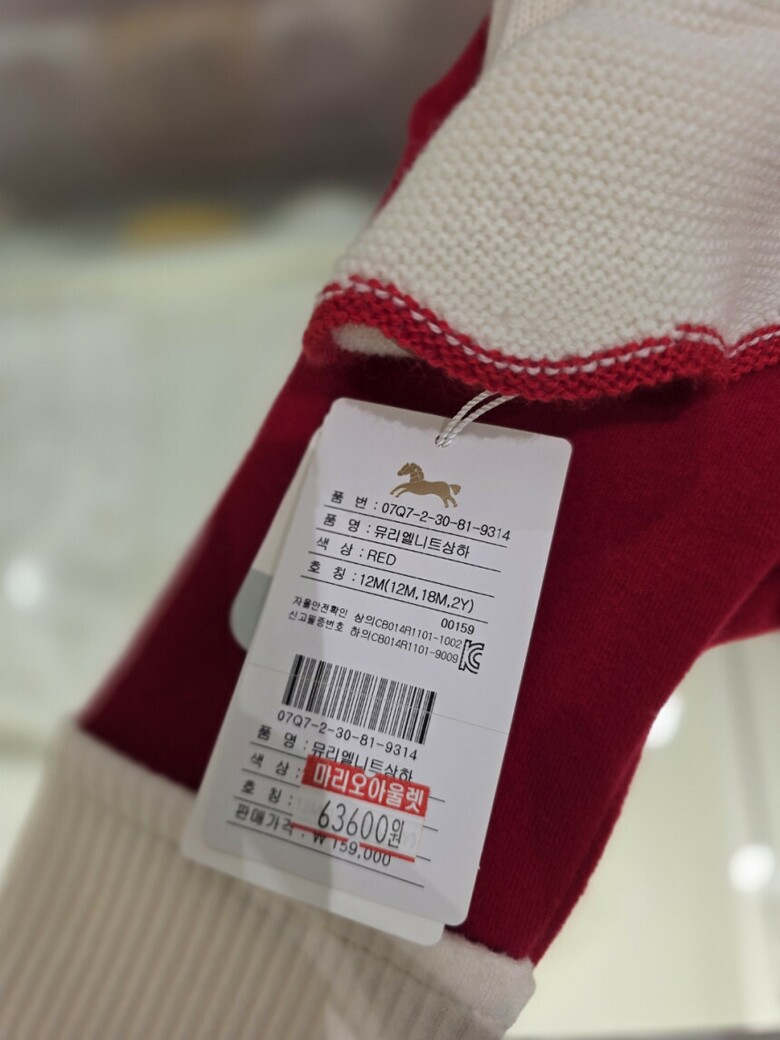 품 번 : 07Q7-2-30-81-9314
품 명 : 뮤리엘니트상하
색 상 : RED
호 칭 : 12M(12M,18M,2Y)
00159
자율안전확인 상의CB014R1101-1002
신고필증번호 하의CB014R1101-9009
07Q7-2-30-81-9314
품 명 : 뮤리엘니트상하
색 상 :
마리오아울렛
호 칭 :
63600원
판매가격 : ₩159,000